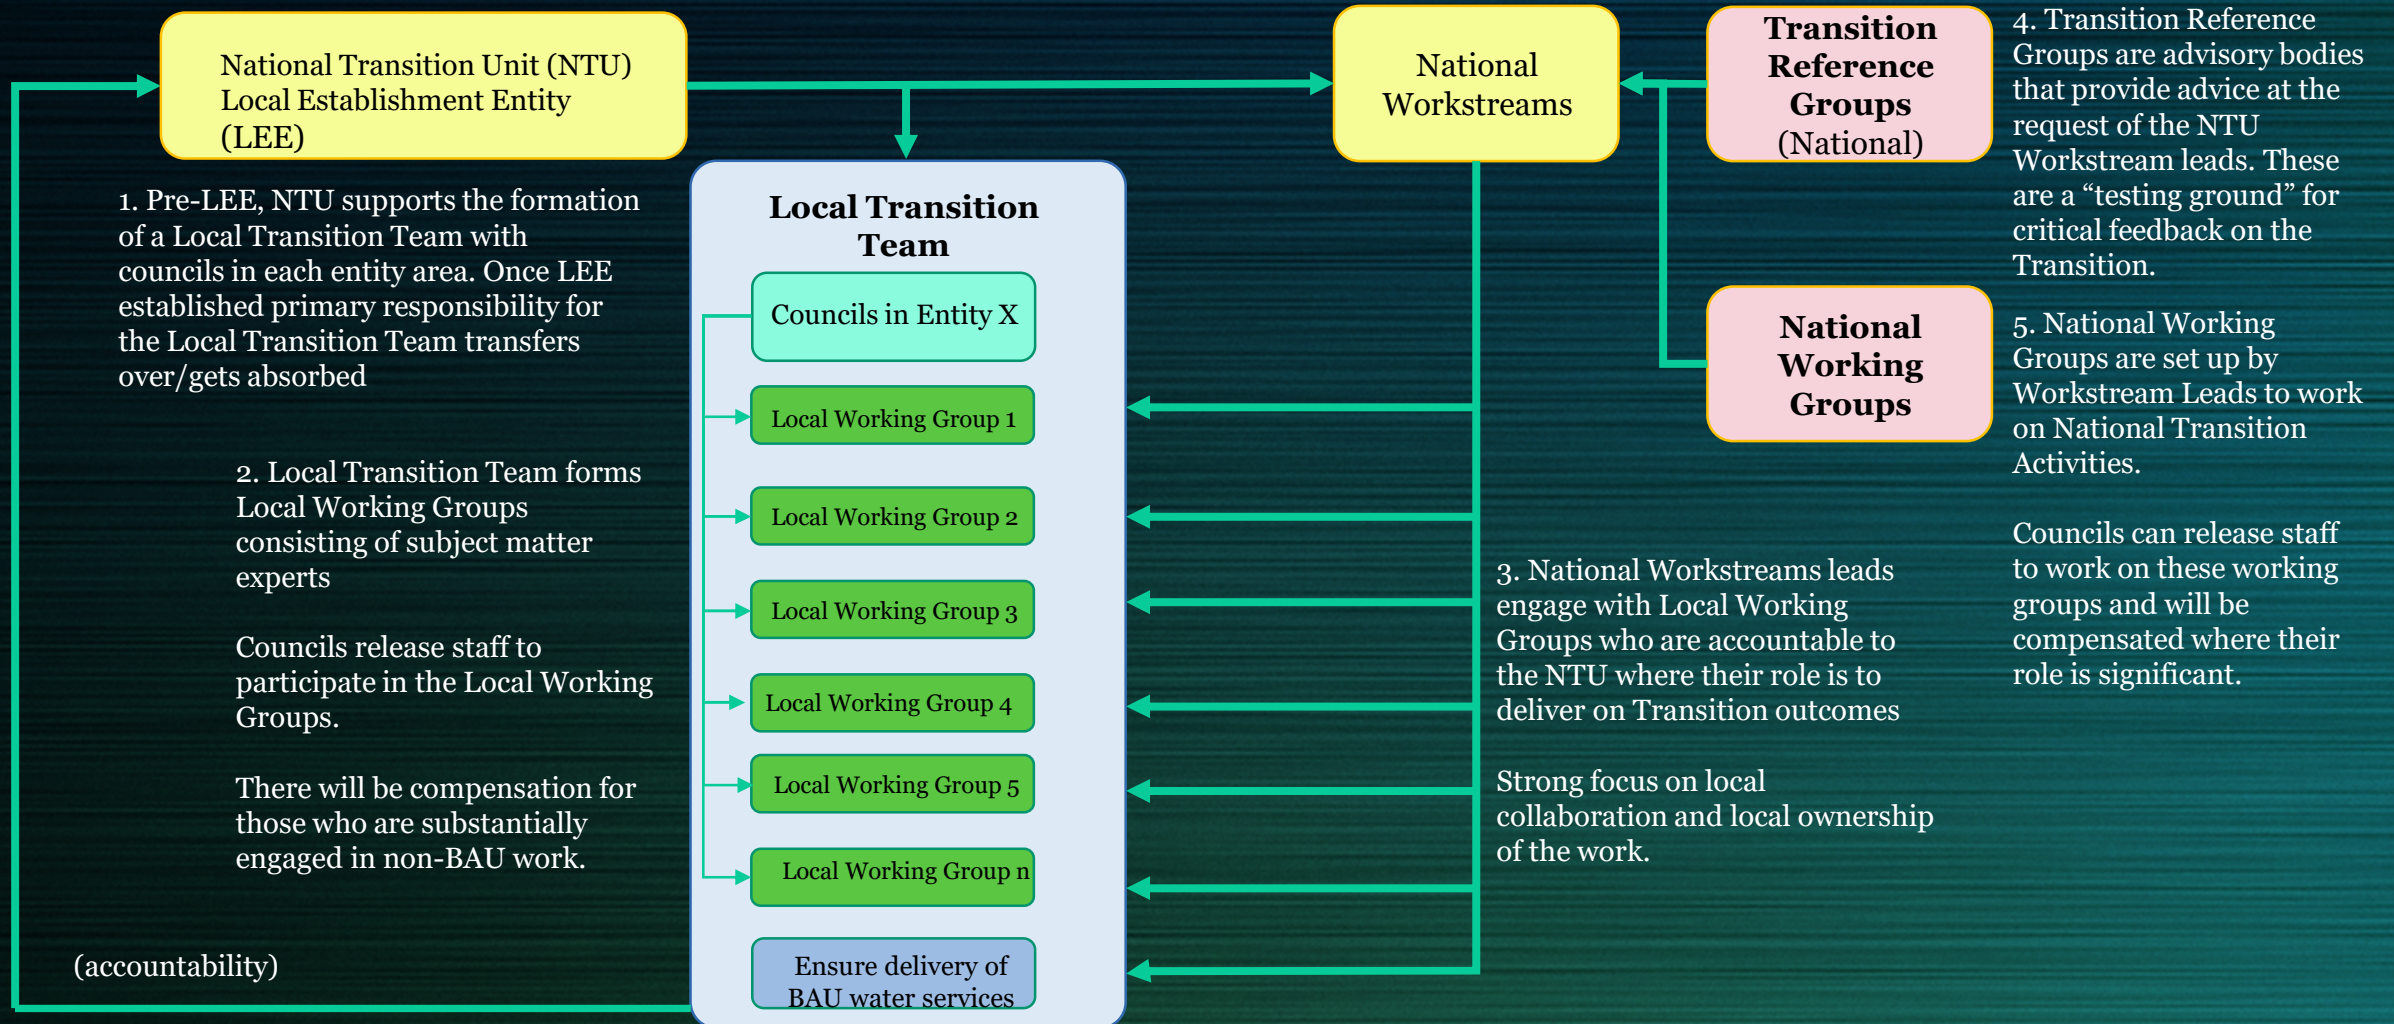 National Transition Unit (NTU)
Local Establishment Entity
(LEE)
National
Workstreams
Transition
Reference
Groups
(National)
4. Transition Reference
Groups are advisory bodies
that provide advice at the
request of the NTU
Workstream leads. These
are a “testing ground” for
critical feedback on the
Transition.
1. Pre-LEE, NTU supports the formation
of a Local Transition Team with
councils in each entity area. Once LEE
established primary responsibility for
the Local Transition Team transfers
over/gets absorbed
2. Local Transition Team forms
Local Working Groups
consisting of subject matter
experts
Councils release staff to
participate in the Local Working
Groups.
There will be compensation for
those who are substantially
engaged in non-BAU work.
(accountability)
Local Transition
Team
Councils in Entity X
Local Working Group 1
Local Working Group 2
Local Working Group 3
Local Working Group 4
Local Working Group 5
Local Working Group n
Ensure delivery of
BAU water services
3. National Workstreams leads
engage with Local Working
Groups who are accountable to
the NTU where their role is to
deliver on Transition outcomes
Strong focus on local
collaboration and local ownership
of the work.
National
Working
Groups
5. National Working
Groups are set up by
Workstream Leads to work
on National Transition
Activities.
Councils can release staff
to work on these working
groups and will be
compensated where their
role is significant.